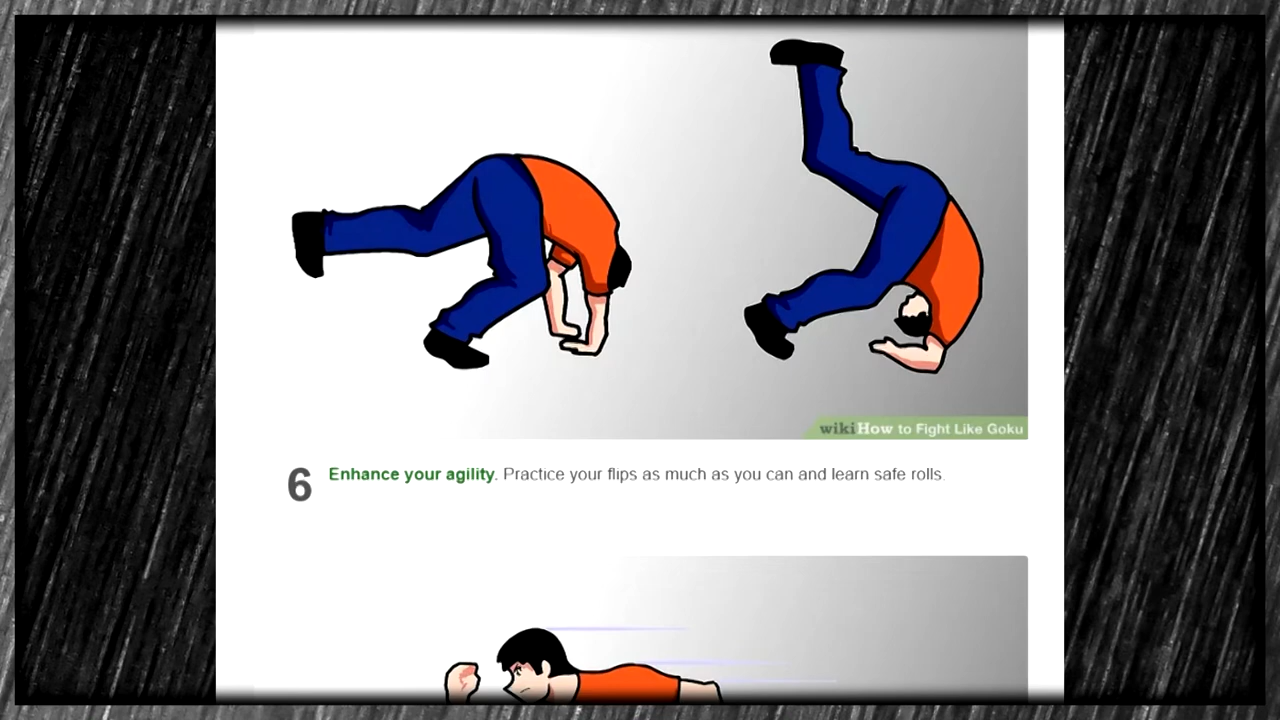 wikiHow to Fight Like Goku
6 Enhance your agility. Practice your flips as much as you can and learn safe rolls.